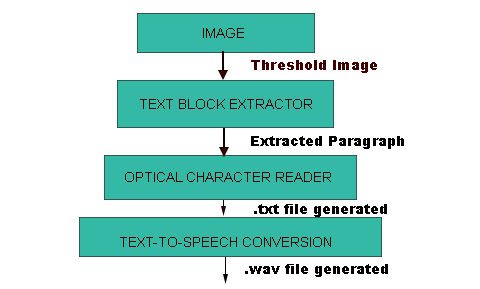 IMAGE
Threshold Image
TEXT BLOCK EXTRACTOR
Extracted Paragraph
OPTICAL CHARACTER READER
.txt file generated
TEXT-TO-SPEECH CONVERSION
.wav file generated